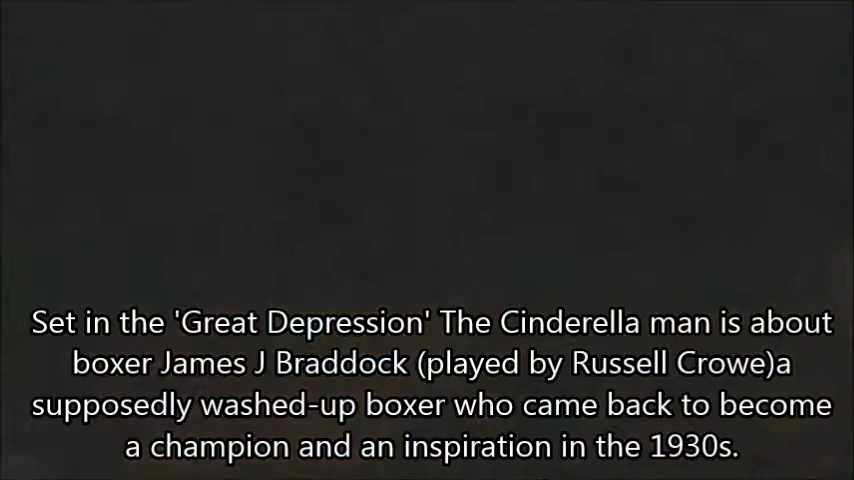 Set in the 'Great Depression' The Cinderella man is about
boxer James J Braddock (played by Russell Crowe)a
supposedly washed-up boxer who came back to become
a champion and an inspiration in the 1930s.